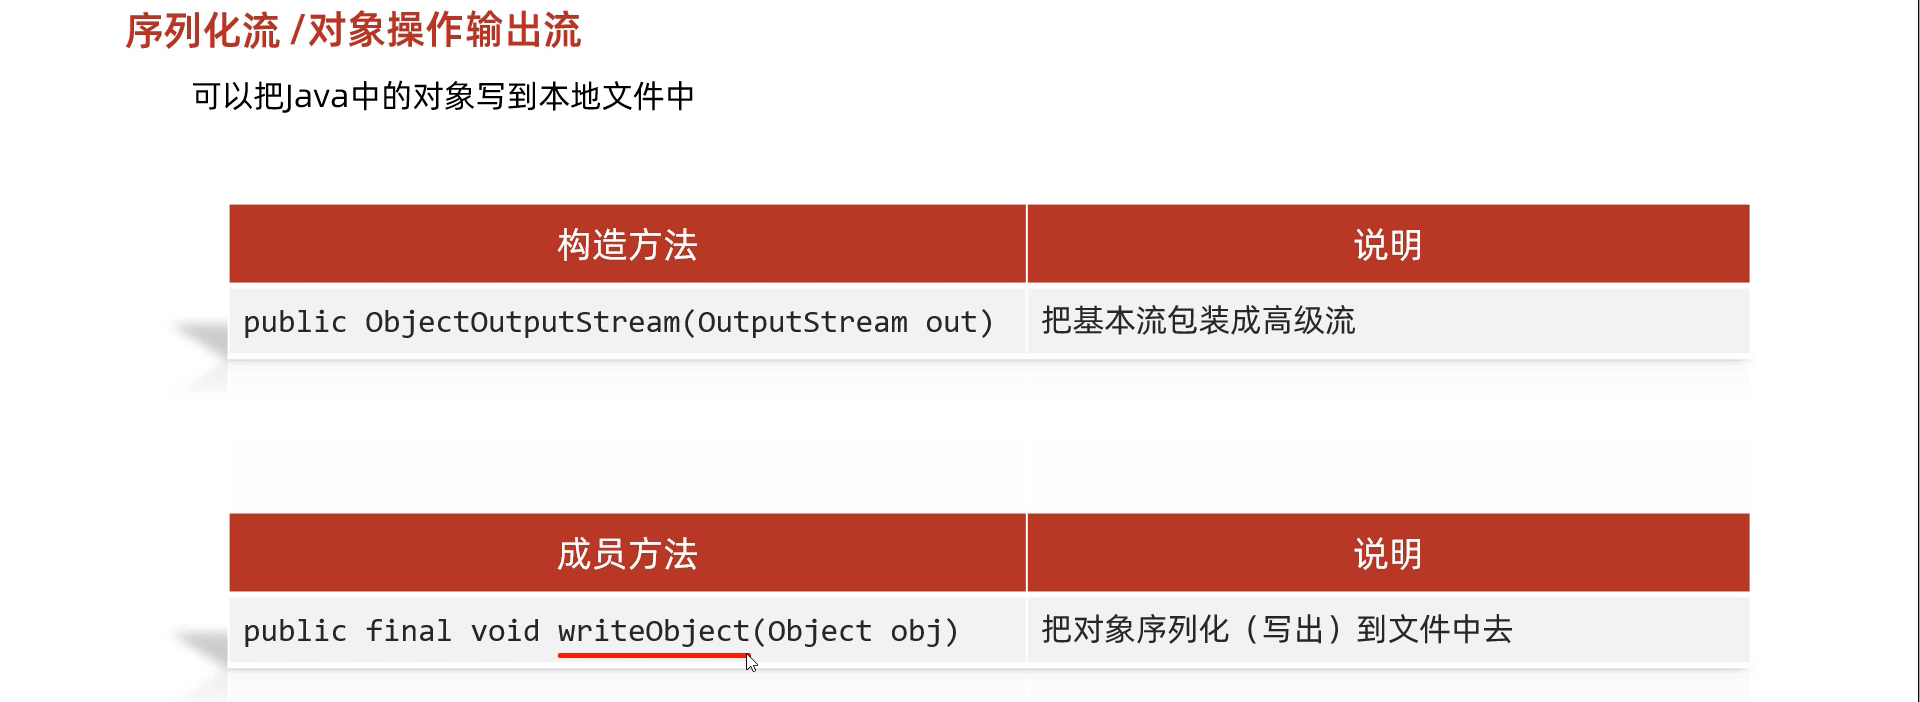 序列化流 /对象操作输出流
可以把Java中的对象写到本地文件中
构造方法 说明
public ObjectOutputStream(OutputStream out) 把基本流包装成高级流
成员方法 说明
public final void writeObject(Object obj) 把对象序列化（写出）到文件中去